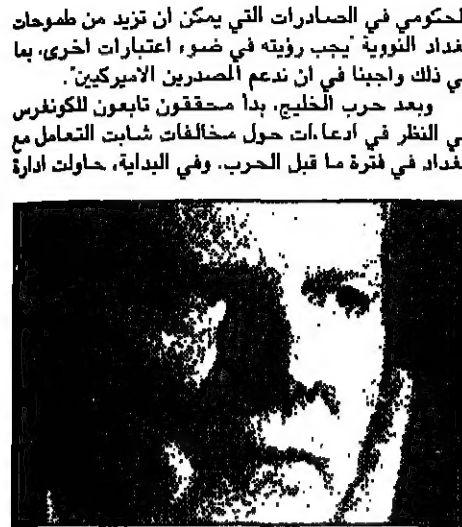 الحكومي في الصادرات التي يمكن ان تزيد من طموحات
بغداد النووية "يجب رؤيته في ضوء اعتبارات اخرى، بما
في ذلك واجبنا في ان ندعم المصدرين الاميركيين".
وبعد حرب الخليج، بدأ محققون تابعون للكونغرس
في النظر في ادعاءات حول مخالفات شابت التعامل مع
بغداد في فترة ما قبل الحرب. وفي البداية، حاولت ادارة